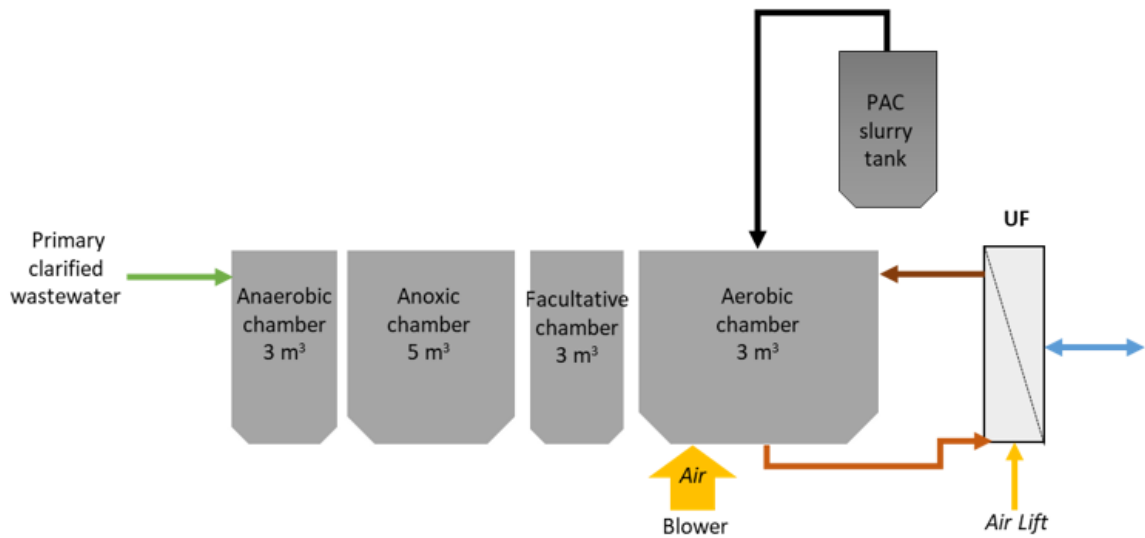 PAC
slurry
tank
UF
Primary
clarified
wastewater
Anaerobic
chamber
3 m³
Anoxic
chamber
5 m³
Facultative
chamber
3 m³
Aerobic
chamber
3 m³
Air
Blower
Air Lift